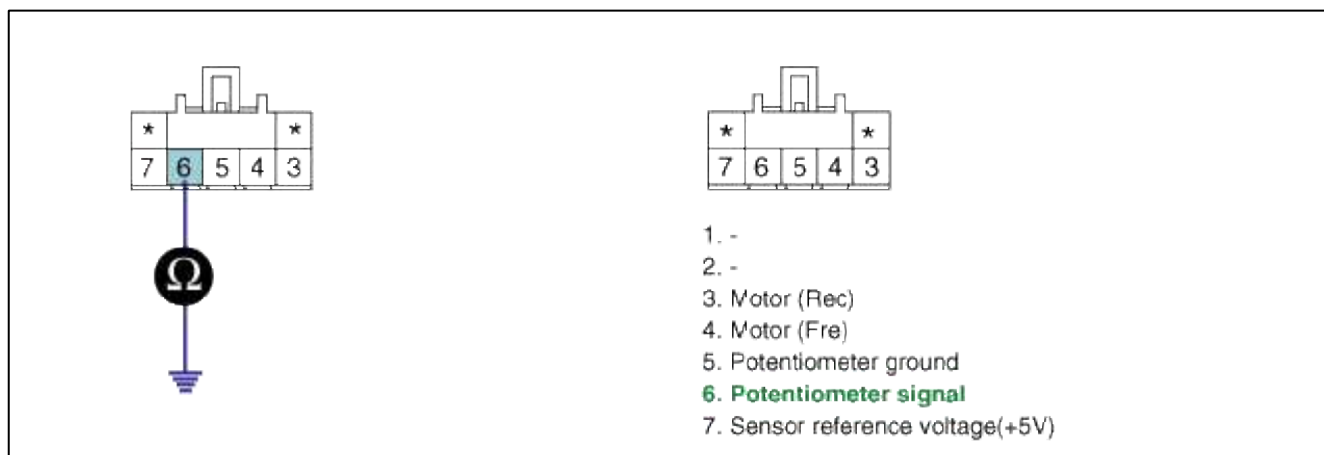 * *
7 6 5 4 3
Ω
* *
7 6 5 4 3
1. -
2. -
3. Motor (Rec)
4. Motor (Fre)
5. Potentiometer ground
6. Potentiometer signal
7. Sensor reference voltage(+5V)